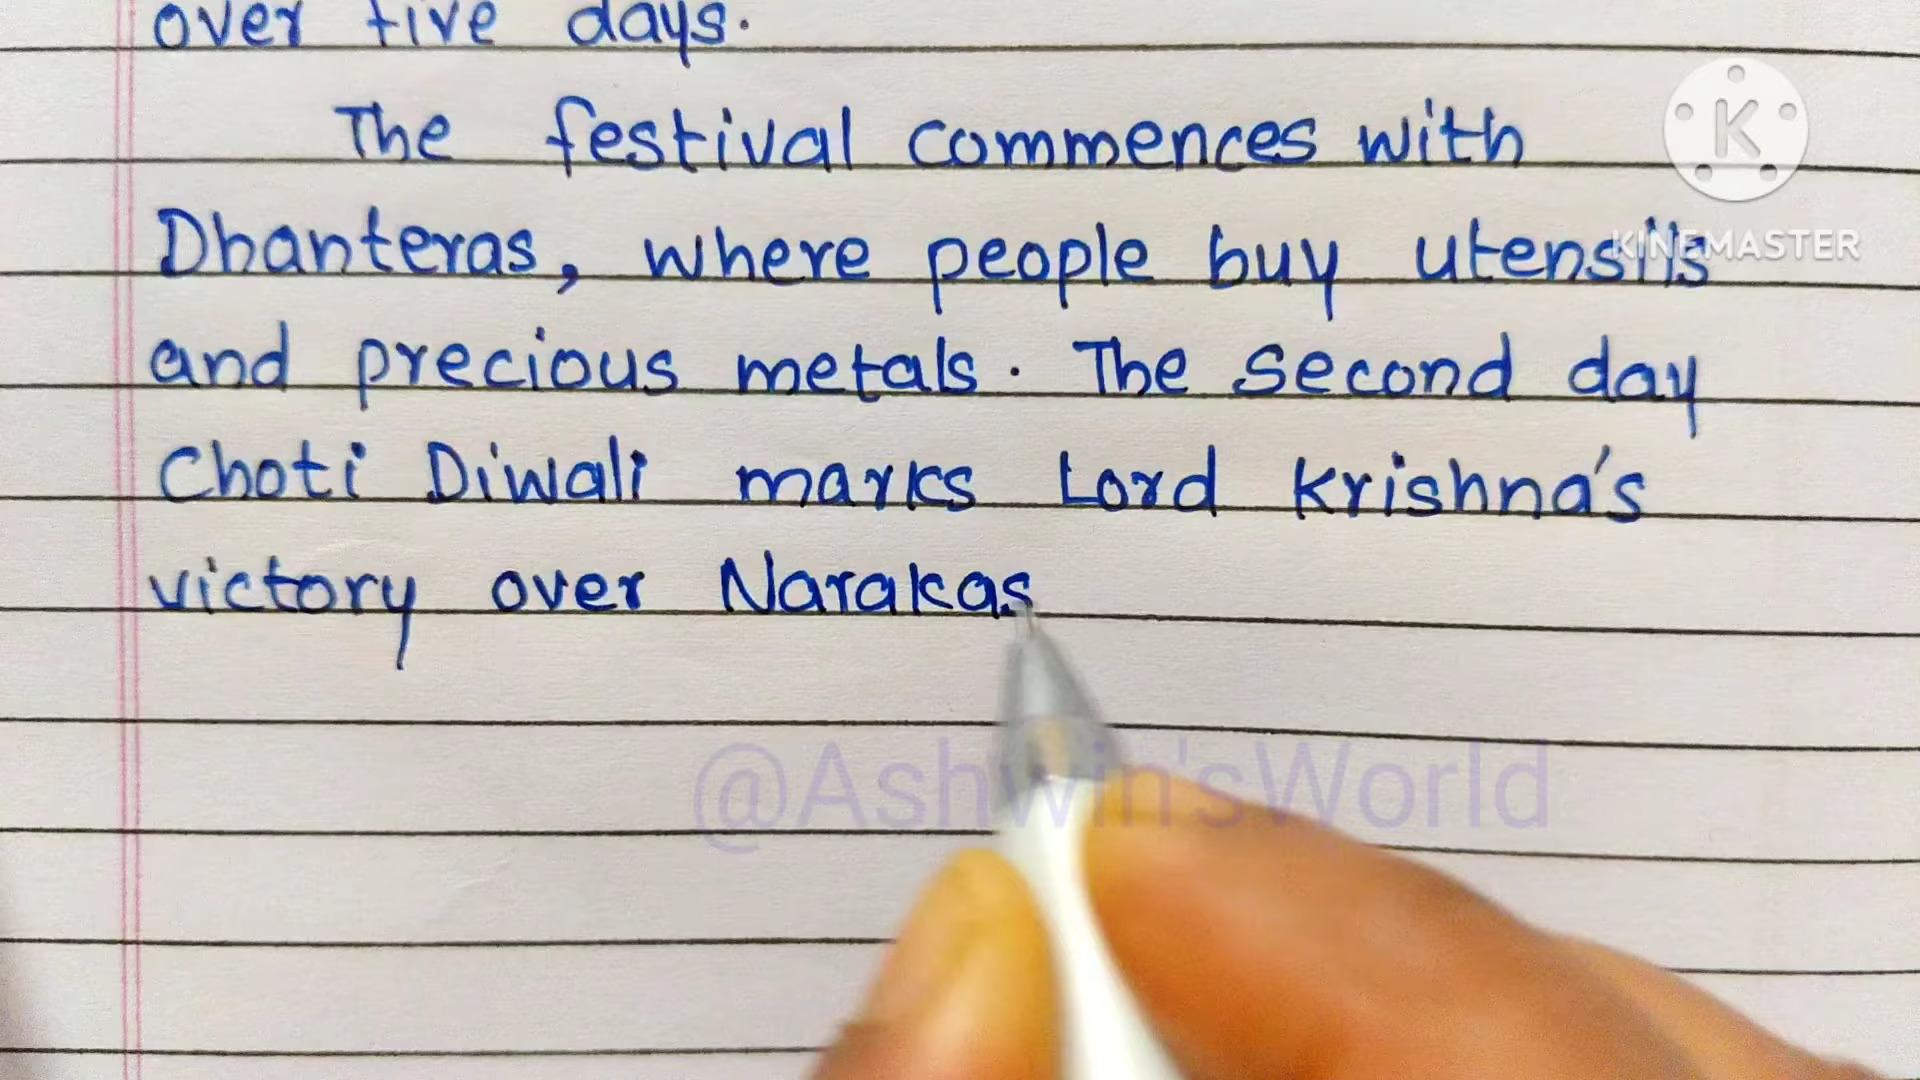 over five days.
The festival commences with
Dhanteras, where people buy utensils
and precious metals. The second day
Choti Diwali marks Lord Krishna's
victory over Narakas
K
KINEMASTER
@Ashwin'sWorld